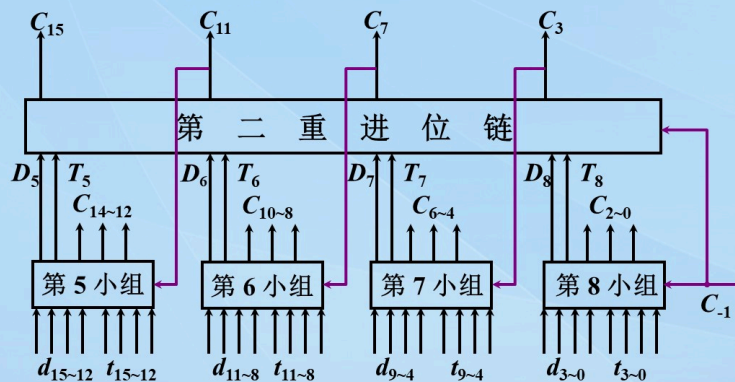 C15 C11 C7 C3
第二重进位链
D5 T5 D6 T6 D7 T7 D8 T8
C14~12 C10~8 C6~4 C2~0
第5小组 第6小组 第7小组 第8小组
C-1
d15~12 t15~12 d11~8 t11~8 d9~4 t9~4 d3~0 t3~0